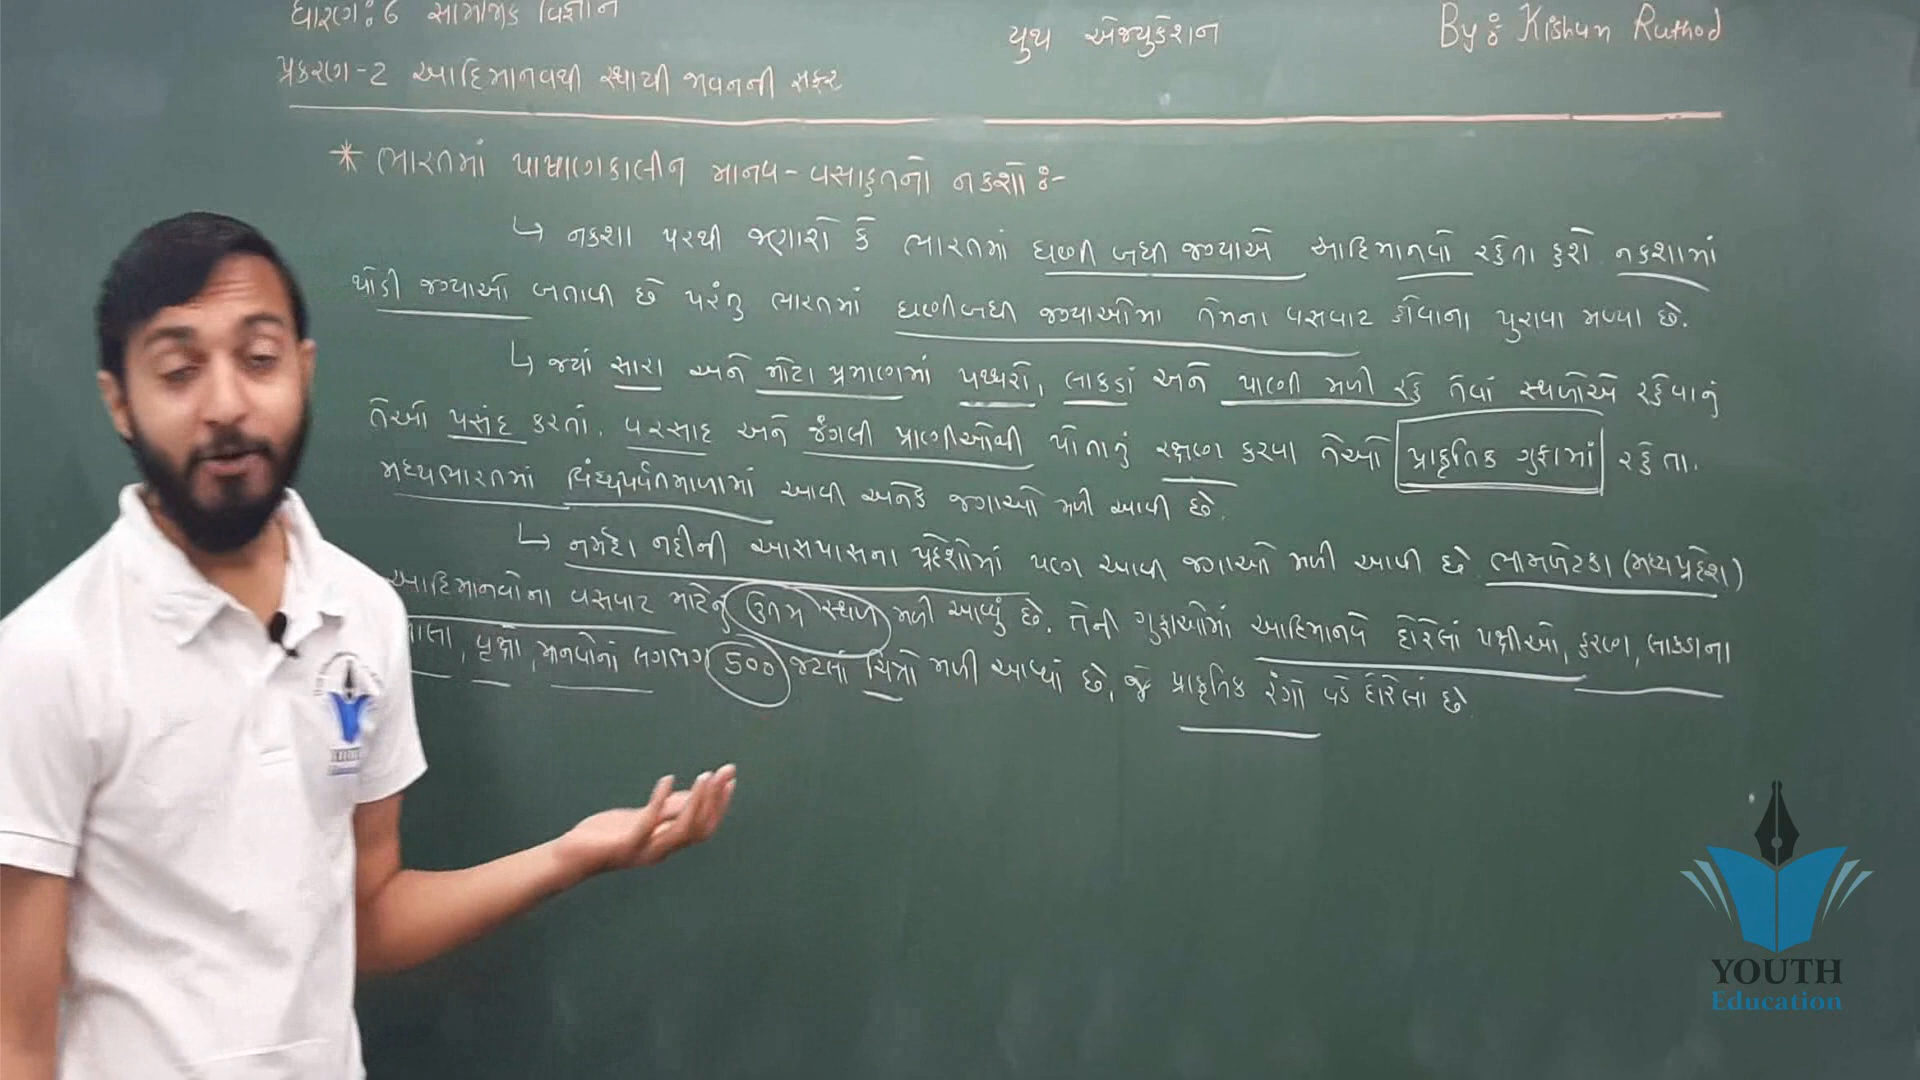 ધોરણ : 6 સામાજિક વિજ્ઞાન
યુથ એજ્યુકેશન
By : Kishan Rathod
પ્રકરણ - 2 આદિમાનવથી સ્થાયી જીવનની સફર
* ભારતમાં પાષાણકાલીન માનવ - વસાહતનો નકશો :-
↳ નકશા પરથી જણાશે કે ભારતમાં ઘણી બધી જગ્યાએ આદિમાનવો રહેતા હશે નકશામાં
થોડી જગ્યાઓ બતાવી છે પરંતુ ભારતમાં ઘણીબધી જગ્યાઓમાં તેમના વસવાટ હોવાના પુરાવા મળ્યા છે.
↳ જ્યાં સારા અને મોટા પ્રમાણમાં પથ્થરો, લાકડાં અને પાણી મળી રહે તેવાં સ્થળોએ રહેવાનું
તેઓ પસંદ કરતાં. વરસાદ અને જંગલી પ્રાણીઓથી પોતાનું રક્ષણ કરવા તેઓ પ્રાકૃતિક ગુફામાં રહેતા.
મધ્યભારતમાં વિંધ્યપર્વતમાળામાં આવી અનેક જગાઓ મળી આવી છે.
↳ નર્મદા નદીની આસપાસના પ્રદેશોમાં પણ આવી જગાઓ મળી આવી છે ભીમબેટકા (મધ્યપ્રદેશ)
આદિમાનવોના વસવાટ માટેનું ઉત્તમ સ્થળ મળી આવ્યું છે. તેની ગુફાઓમાં આદિમાનવે દોરેલાં પક્ષીઓ, હરણ, લાકડાના
ભાલા, વૃક્ષો, માનવોનાં લગભગ 500 જેટલાં ચિત્રો મળી આવ્યાં છે, જે પ્રાકૃતિક રંગો વડે દોરેલાં છે.
YOUTH
Education